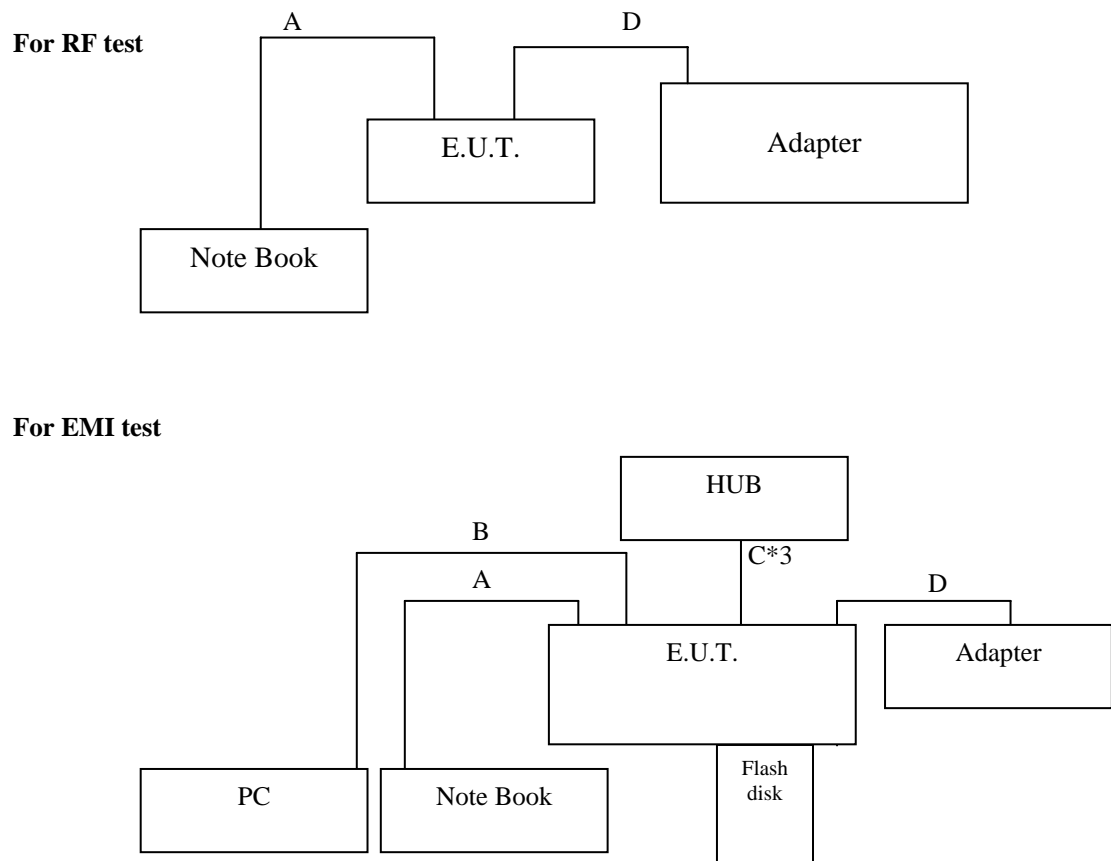 A
D
For RF test
E.U.T.
Adapter
Note Book
For EMI test
HUB
B
C*3
A
D
E.U.T.
Adapter
PC
Note Book
Flash
disk